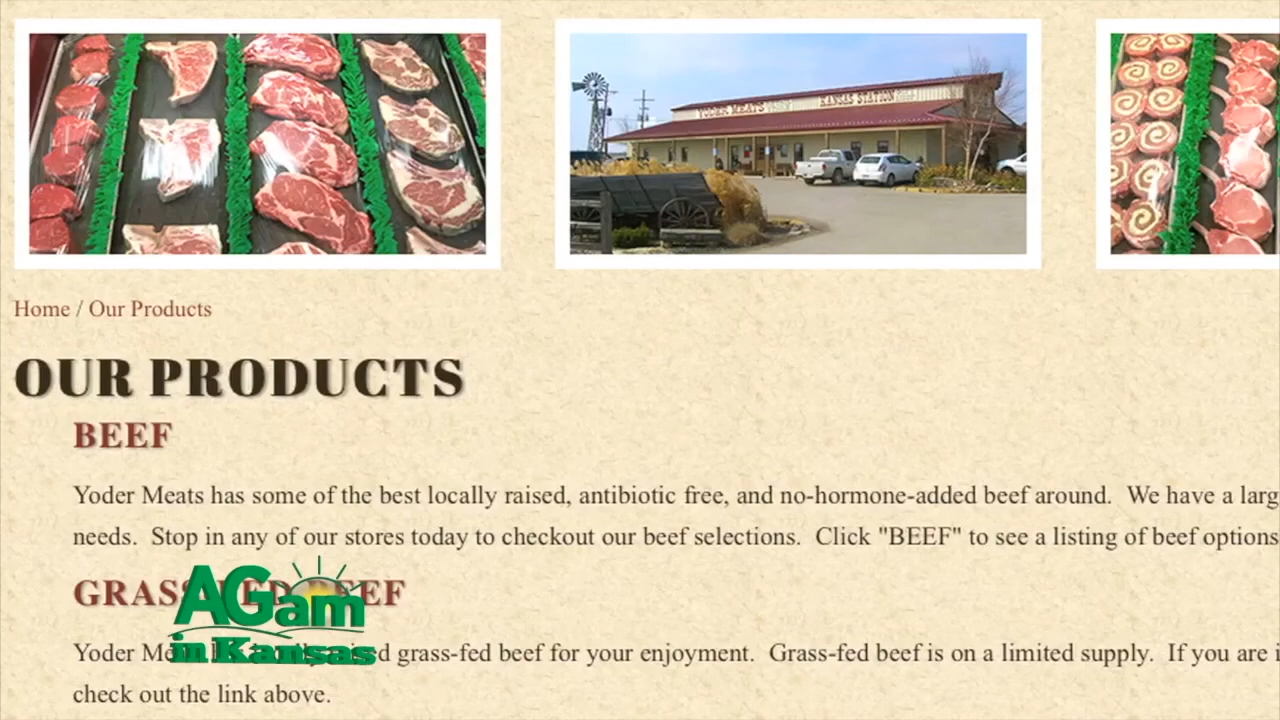 YODER MEATS
KANSAS STATION
Home / Our Products
OUR PRODUCTS
BEEF
Yoder Meats has some of the best locally raised, antibiotic free, and no-hormone-added beef around. We have a larg
needs. Stop in any of our stores today to checkout our beef selections. Click "BEEF" to see a listing of beef options
GRASS FED BEEF
AGam
in Kansas
Yoder Me d grass-fed beef for your enjoyment. Grass-fed beef is on a limited supply. If you are i
check out the link above.